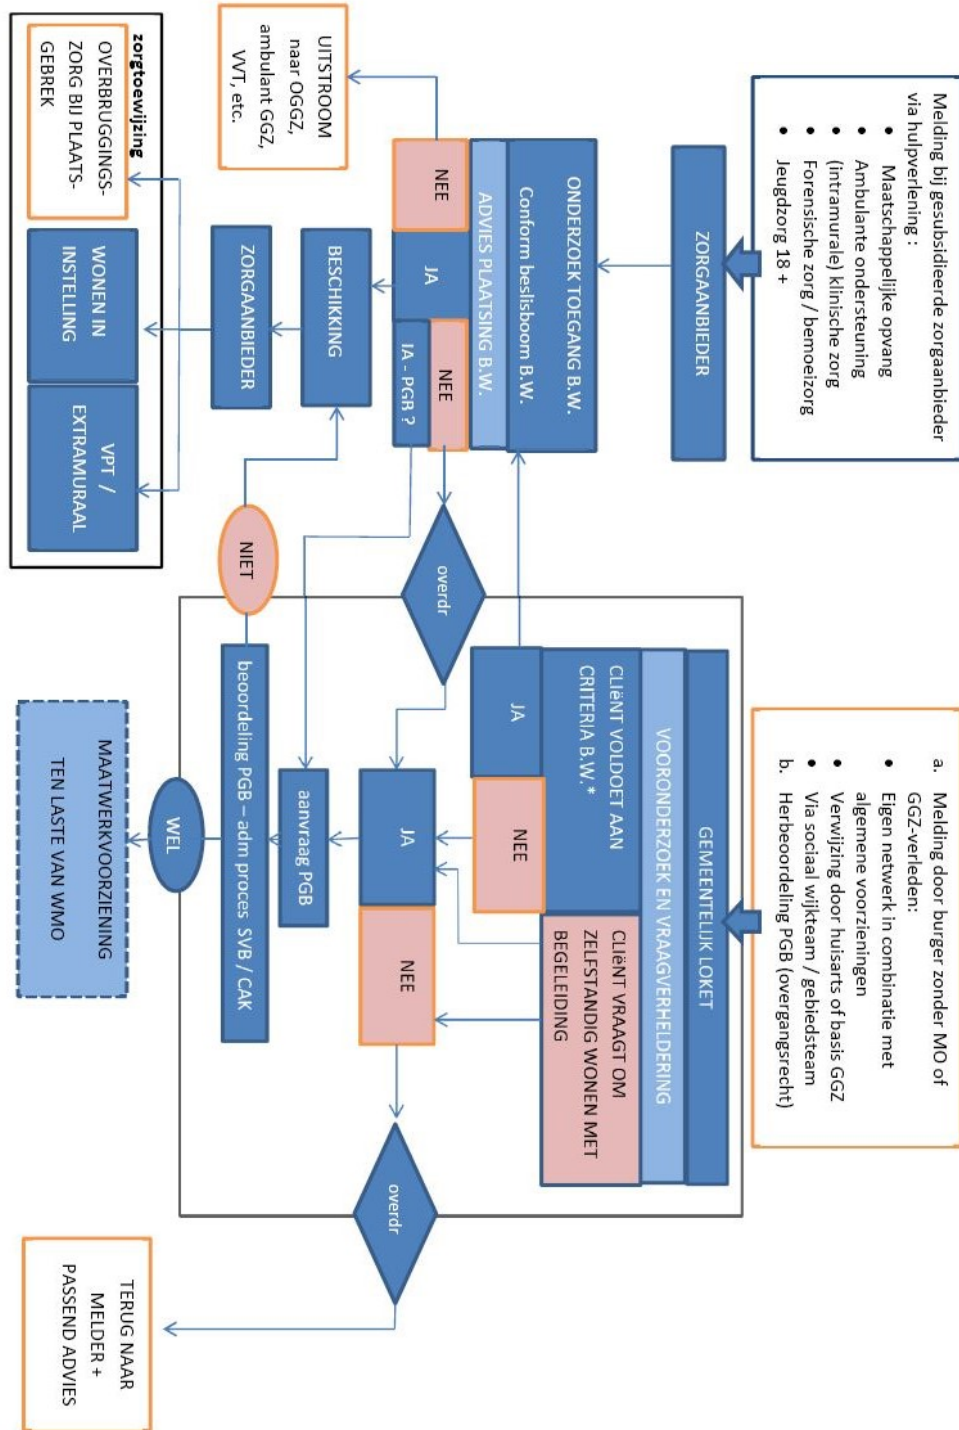 Melding bij gesubsidieerde zorgaanbieder
via hulpverlening :
• Maatschappelijke opvang
• Ambulante ondersteuning
• (intramurale) klinische zorg
• Forensische zorg / bemoeizorg
• Jeugdzorg 18 +
ZORGAANBIEDER
ONDERZOEK TOEGANG B.W.
Conform beslisboom B.W.
ADVIES PLAATSING B.W.
NEE
JA
NEE
JA - PGB ?
UITSTROOM
naar OGGZ,
ambulant GGZ,
VVT, etc.
BESCHIKKING
ZORGAANBIEDER
zorgtoewijzing
OVERBRUGGINGS-
ZORG BIJ PLAATS-
GEBREK
WONEN IN
INSTELLING
VPT /
EXTRAMURAAL
NIET
overdr
a. Melding door burger zonder MO of
GGZ-verleden:
• Eigen netwerk in combinatie met
algemene voorzieningen
• Verwijzing door huisarts of basis GGZ
• Via sociaal wijkteam / gebiedsteam
b. Herbeoordeling PGB (overgangsrecht)
GEMEENTELIJK LOKET
VOORONDERZOEK EN VRAAGVERHELDERING
CLiëNT VOLDOET AAN
CRITERIA B.W.*
JA
NEE
CLiëNT VRAAGT OM
ZELFSTANDIG WONEN MET
BEGELEIDING
JA
NEE
aanvraag PGB
beoordeling PGB – adm proces SVB / CAK
WEL
MAATWERKVOORZIENING
TEN LASTE VAN WMO
overdr
TERUG NAAR
MELDER +
PASSEND ADVIES